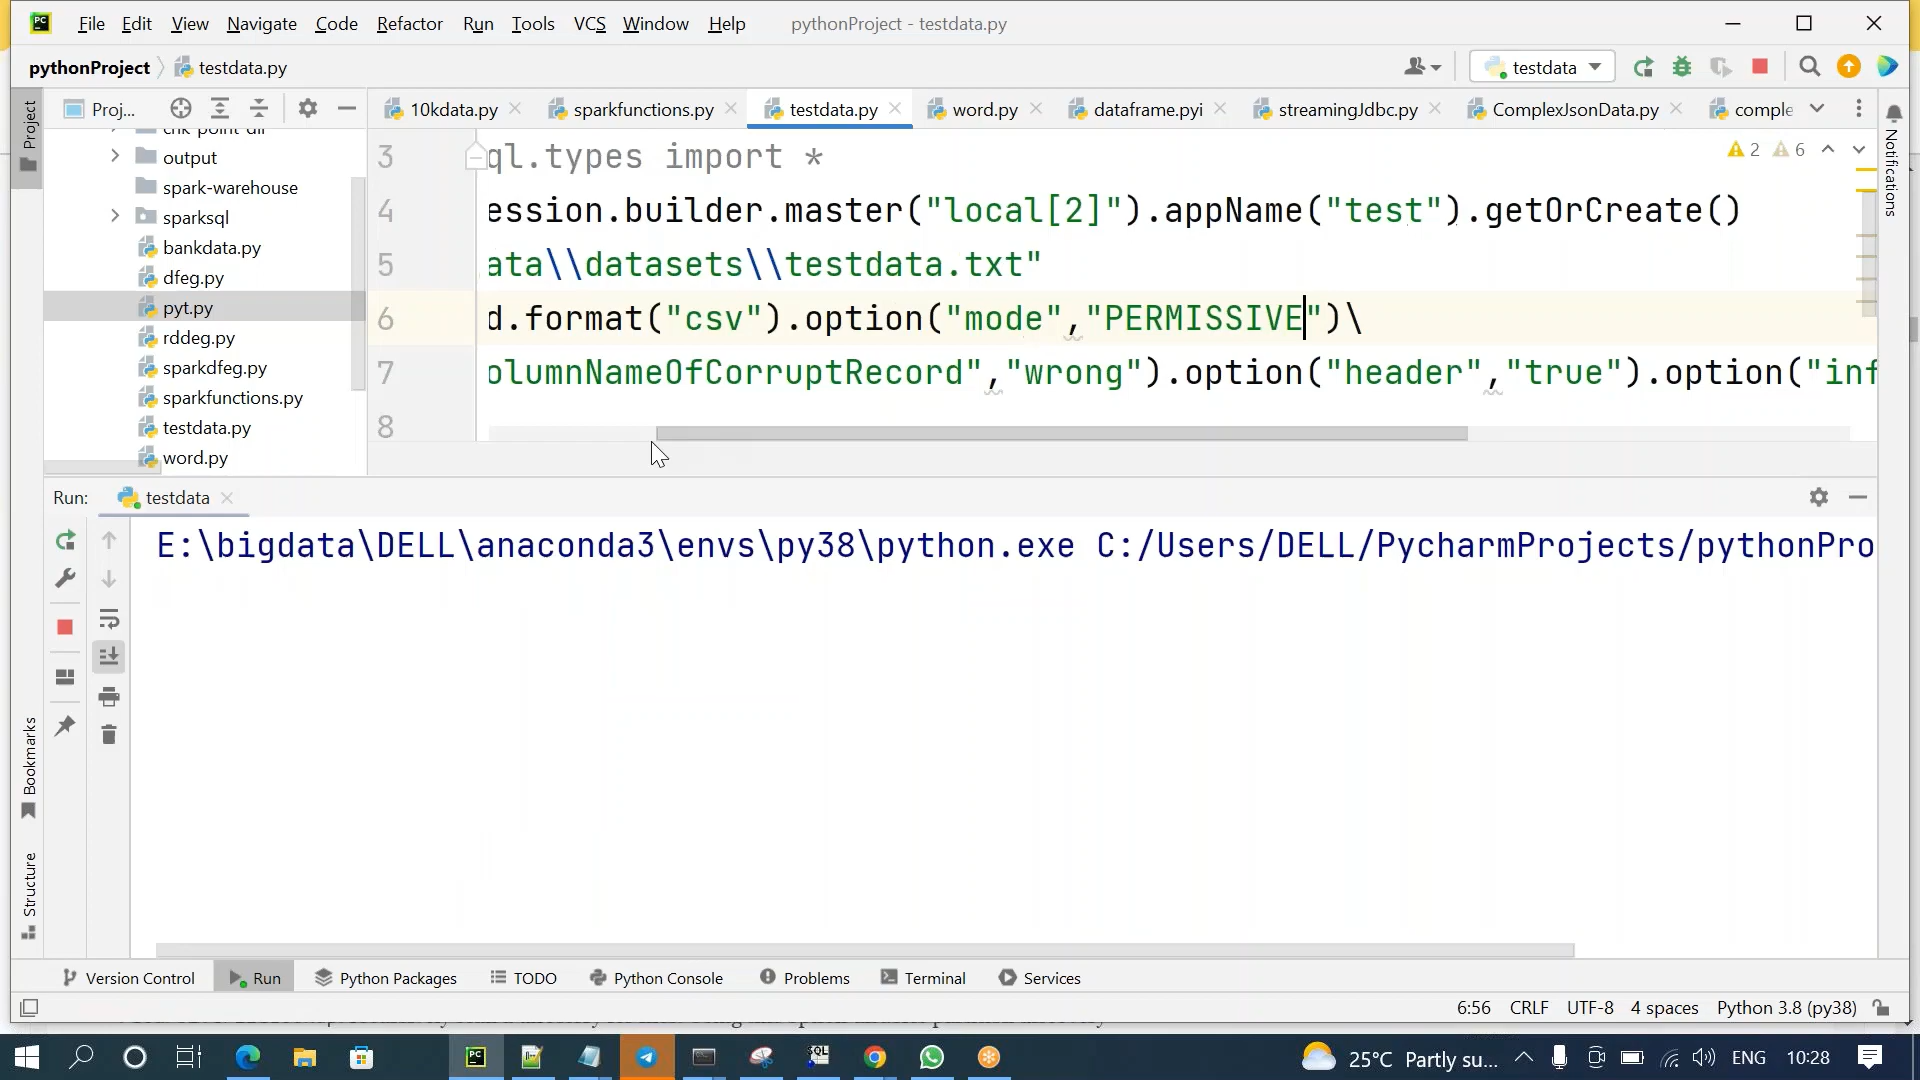 PC File Edit View Navigate Code Refactor Run Tools VCS Window Help pythonProject - testdata.py
pythonProject testdata.py testdata
Project Proj... 10kdata.py sparkfunctions.py testdata.py word.py dataframe.pyi streamingJdbc.py ComplexJsonData.py comple
Notifications
output
spark-warehouse
sparksql
bankdata.py
dfeg.py
pyt.py
rddeg.py
sparkdfeg.py
sparkfunctions.py
testdata.py
word.py
2 6
3 ql.types import *
4 ession.builder.master("local[2]").appName("test").getOrCreate()
5 ata\\datasets\\testdata.txt"
6 d.format("csv").option("mode","PERMISSIVE")\
7 olumnNameOfCorruptRecord","wrong").option("header","true").option("inf
8
Run: testdata
E:\bigdata\DELL\anaconda3\envs\py38\python.exe C:/Users/DELL/PycharmProjects/pythonPro
Bookmarks
Structure
Version Control Run Python Packages TODO Python Console Problems Terminal Services
6:56 CRLF UTF-8 4 spaces Python 3.8 (py38)
PC SQL 25°C Partly su... ENG 10:28